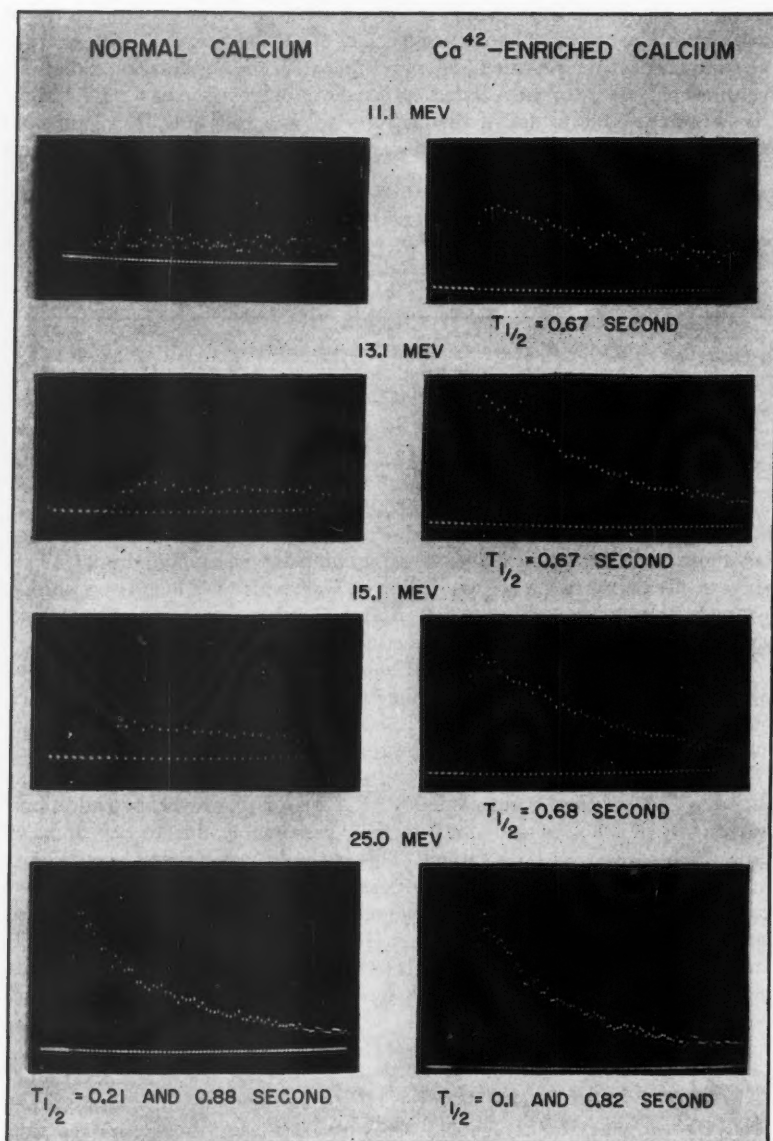 NORMAL CALCIUM Ca⁴²-ENRICHED CALCIUM
11.1 MEV
T₁/₂ = 0.67 SECOND
13.1 MEV
T₁/₂ = 0.67 SECOND
15.1 MEV
T₁/₂ = 0.68 SECOND
25.0 MEV
T₁/₂ = 0.21 AND 0.88 SECOND T₁/₂ = 0.1 AND 0.82 SECOND